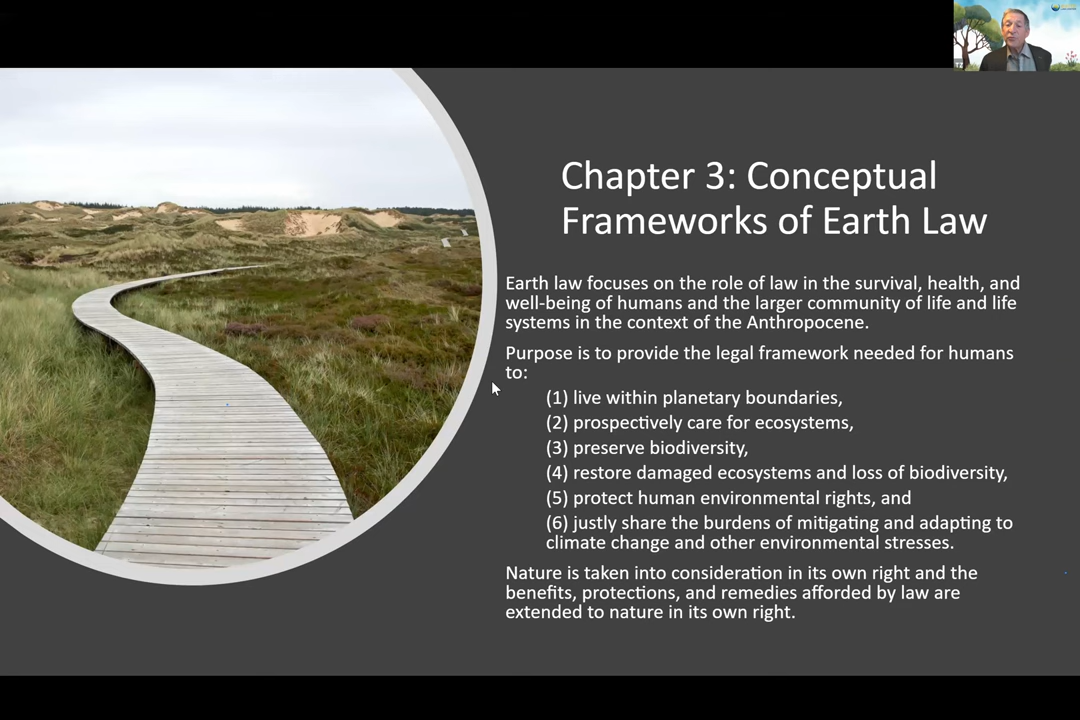 Chapter 3: Conceptual
Frameworks of Earth Law
Earth law focuses on the role of law in the survival, health, and
well-being of humans and the larger community of life and life
systems in the context of the Anthropocene.
Purpose is to provide the legal framework needed for humans
to:
(1) live within planetary boundaries,
(2) prospectively care for ecosystems,
(3) preserve biodiversity,
(4) restore damaged ecosystems and loss of biodiversity,
(5) protect human environmental rights, and
(6) justly share the burdens of mitigating and adapting to
climate change and other environmental stresses.
Nature is taken into consideration in its own right and the
benefits, protections, and remedies afforded by law are
extended to nature in its own right.